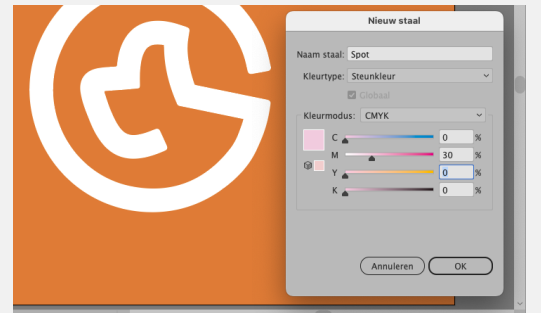 Nieuw staal
Naam staal: Spot
Kleurtype: Steunkleur
Globaal
Kleurmodus: CMYK
C 0 %
M 30 %
Y 0 %
K 0 %
Annuleren OK